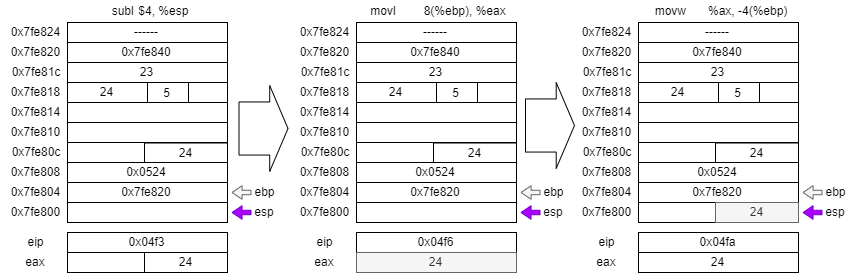 subl $4, %esp
0x7fe824 ------
0x7fe820 0x7fe840
0x7fe81c 23
0x7fe818 24 5
0x7fe814
0x7fe810
0x7fe80c 24
0x7fe808 0x0524
0x7fe804 0x7fe820 ebp
0x7fe800 esp
eip 0x04f3
eax 24
movl 8(%ebp), %eax
0x7fe824 ------
0x7fe820 0x7fe840
0x7fe81c 23
0x7fe818 24 5
0x7fe814
0x7fe810
0x7fe80c 24
0x7fe808 0x0524
0x7fe804 0x7fe820 ebp
0x7fe800 esp
eip 0x04f6
eax 24
movw %ax, -4(%ebp)
0x7fe824 ------
0x7fe820 0x7fe840
0x7fe81c 23
0x7fe818 24 5
0x7fe814
0x7fe810
0x7fe80c 24
0x7fe808 0x0524
0x7fe804 0x7fe820 ebp
0x7fe800 24 esp
eip 0x04fa
eax 24